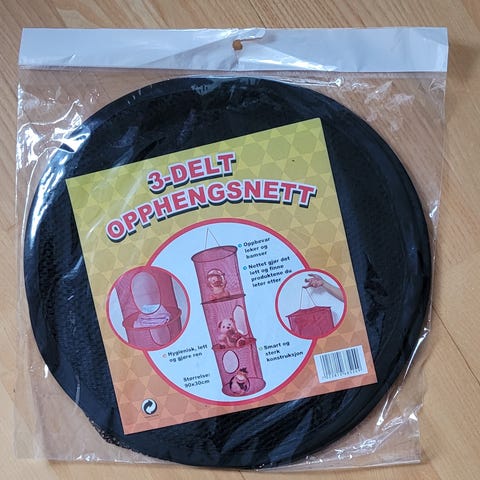 3-DELT
OPPHENGSNETT
Oppbevar
leker og
bamser
Nettet gjør det
lett og finne
produktene du
leter etter
Hygienisk, lett
og gjøre ren
Smart og
sterk
konstruksjon
Størrelse:
90x30cm